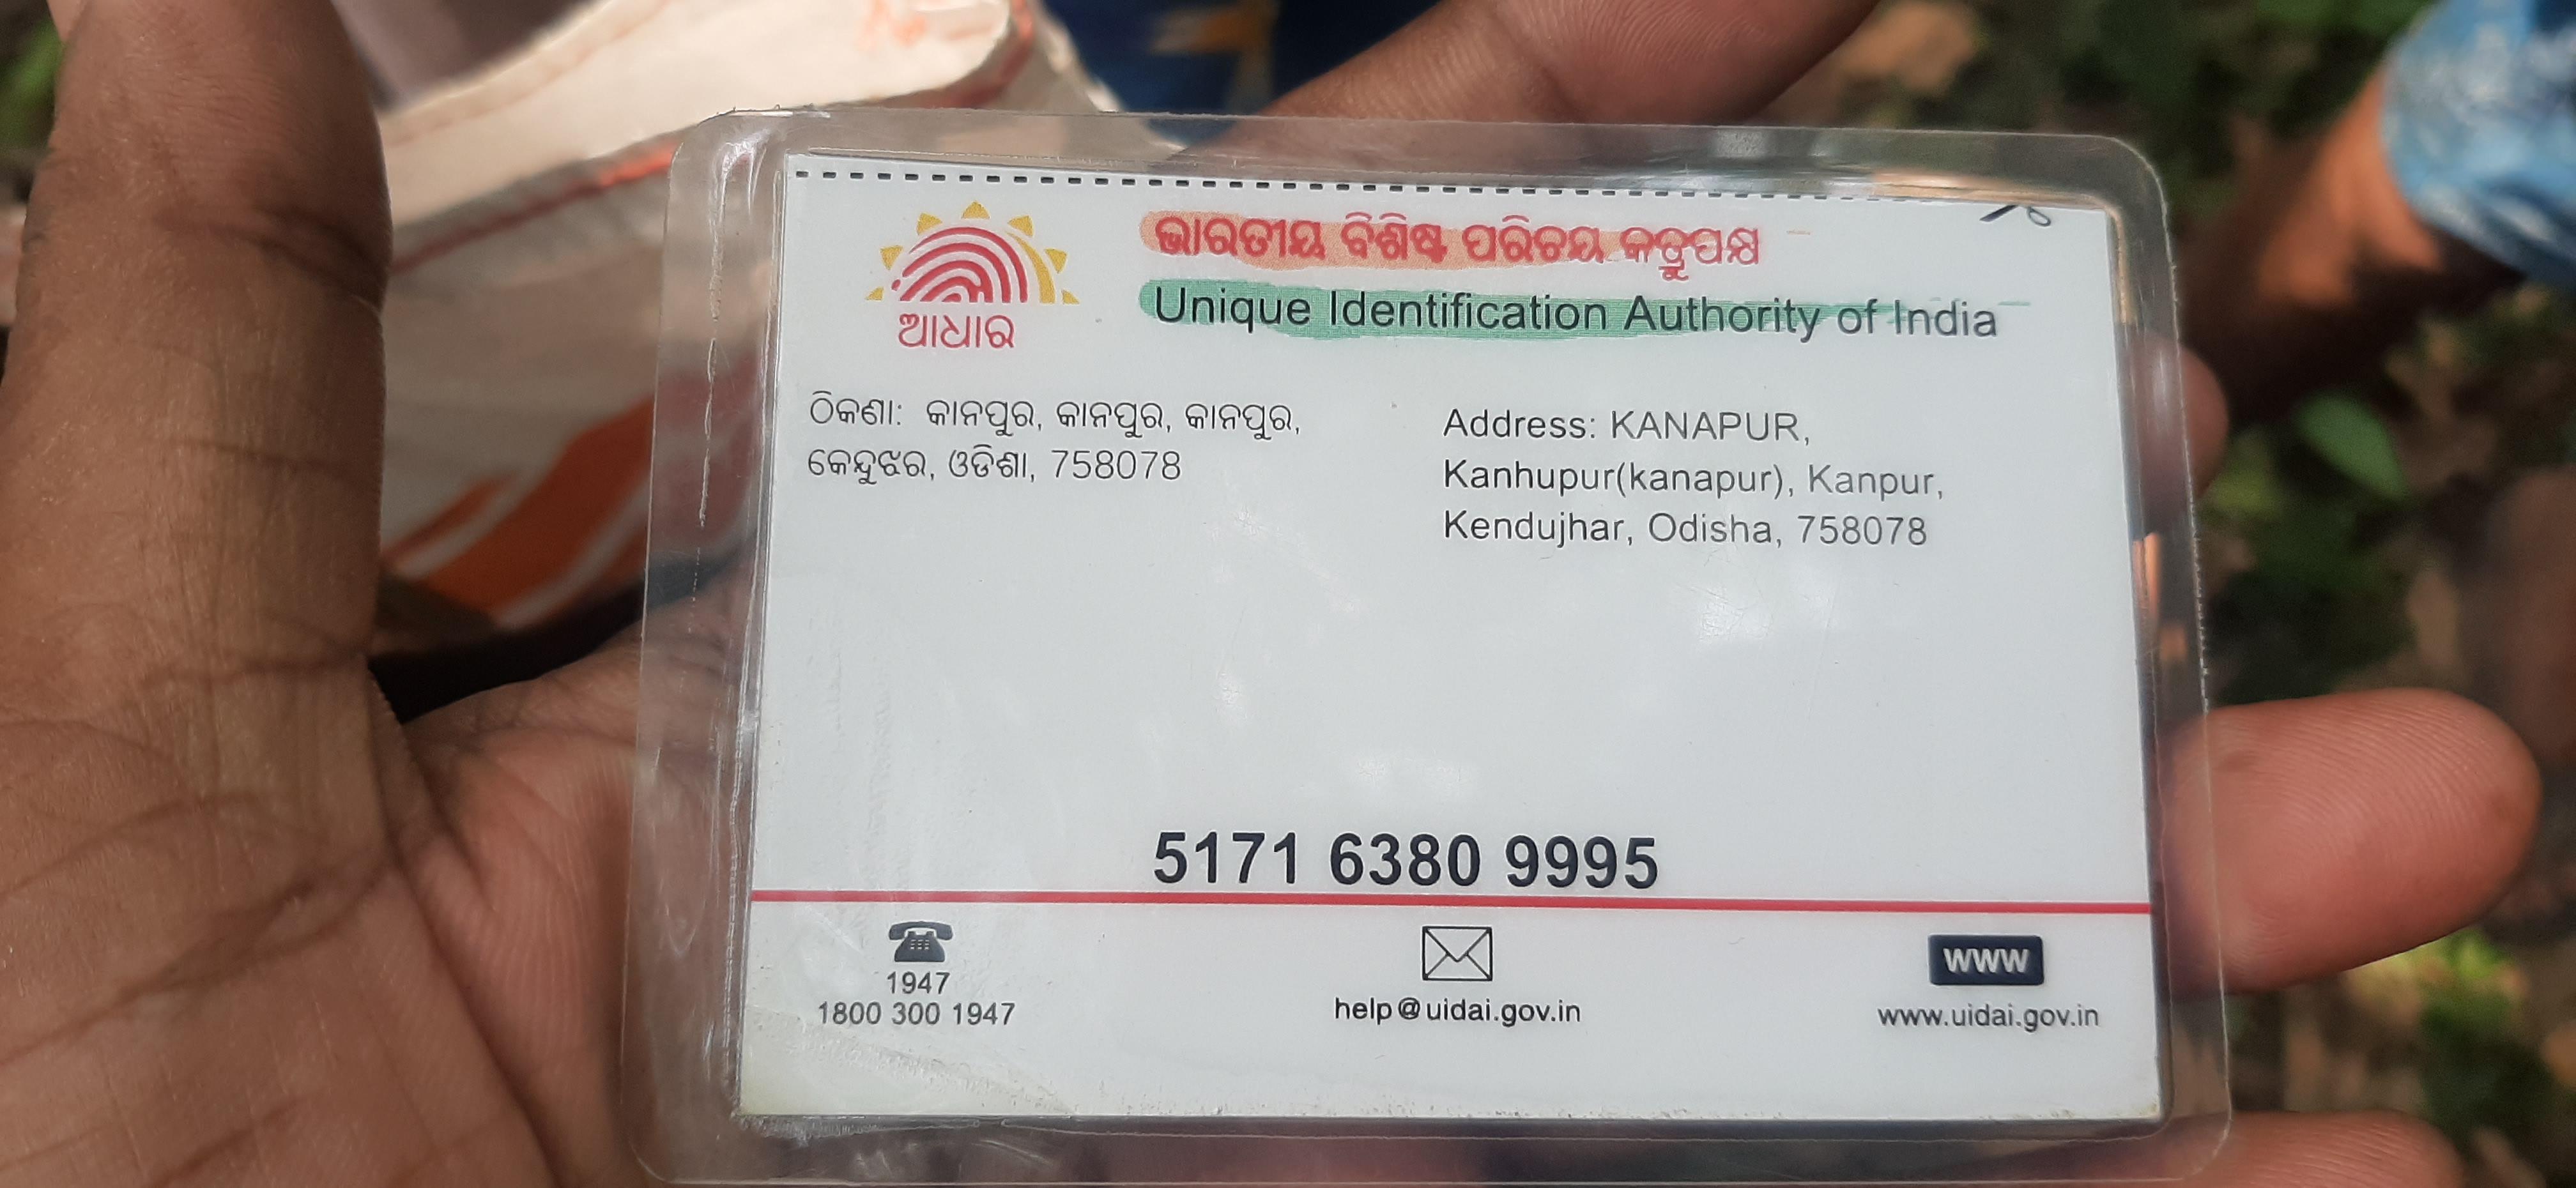 ଭାରତୀୟ ବିଶିଷ୍ଟ ପରିଚୟ କର୍ତ୍ତୃପକ୍ଷ
Unique Identification Authority of India
ଆଧାର
ଠିକଣା: କାନପୁର, କାନପୁର, କାନପୁର,
କେନ୍ଦୁଝର, ଓଡିଶା, 758078
Address: KANAPUR,
Kanhupur(kanapur), Kanpur,
Kendujhar, Odisha, 758078
5171 6380 9995
1947
1800 300 1947
help@uidai.gov.in
www
www.uidai.gov.in